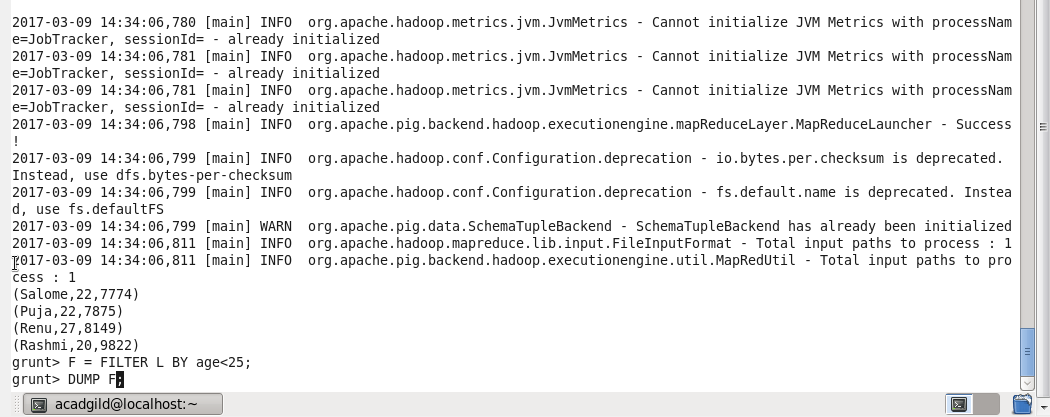 2017-03-09 14:34:06,780 [main] INFO  org.apache.hadoop.metrics.jvm.JvmMetrics - Cannot initialize JVM Metrics with processNam
e=JobTracker, sessionId= - already initialized
2017-03-09 14:34:06,781 [main] INFO  org.apache.hadoop.metrics.jvm.JvmMetrics - Cannot initialize JVM Metrics with processNam
e=JobTracker, sessionId= - already initialized
2017-03-09 14:34:06,781 [main] INFO  org.apache.hadoop.metrics.jvm.JvmMetrics - Cannot initialize JVM Metrics with processNam
e=JobTracker, sessionId= - already initialized
2017-03-09 14:34:06,798 [main] INFO  org.apache.pig.backend.hadoop.executionengine.mapReduceLayer.MapReduceLauncher - Success
!
2017-03-09 14:34:06,799 [main] INFO  org.apache.hadoop.conf.Configuration.deprecation - io.bytes.per.checksum is deprecated.
Instead, use dfs.bytes-per-checksum
2017-03-09 14:34:06,799 [main] INFO  org.apache.hadoop.conf.Configuration.deprecation - fs.default.name is deprecated. Instea
d, use fs.defaultFS
2017-03-09 14:34:06,799 [main] WARN  org.apache.pig.data.SchemaTupleBackend - SchemaTupleBackend has already been initialized
2017-03-09 14:34:06,811 [main] INFO  org.apache.hadoop.mapreduce.lib.input.FileInputFormat - Total input paths to process : 1
2017-03-09 14:34:06,811 [main] INFO  org.apache.pig.backend.hadoop.executionengine.util.MapRedUtil - Total input paths to pro
cess : 1
(Salome,22,7774)
(Puja,22,7875)
(Renu,27,8149)
(Rashmi,20,9822)
grunt> F = FILTER L BY age<25;
grunt> DUMP F;
acadgild@localhost:~